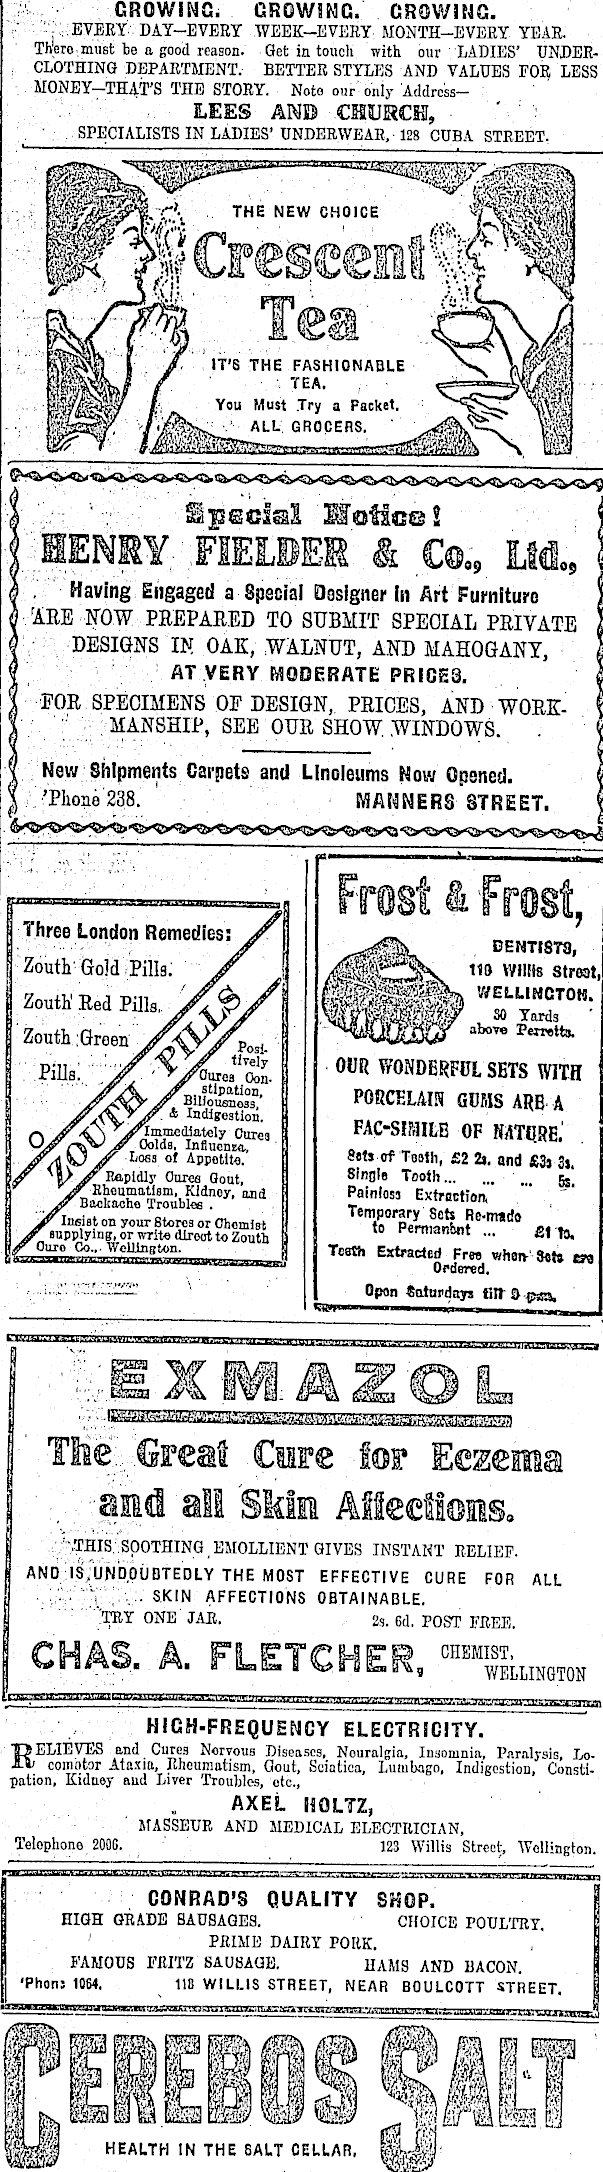 GROWING. GROWING. GROWING.
EVERY DAY—EVERY WEEK—EVERY MONTH—EVERY YEAR.
There must be a good reason. Get in touch with our LADIES' UNDER-
CLOTHING DEPARTMENT. BETTER STYLES AND VALUES FOR LESS
MONEY—THAT'S THE STORY. Note our only Address—
LEES AND CHURCH,
SPECIALISTS IN LADIES' UNDERWEAR, 128 CUBA STREET.
THE NEW CHOICE
Crescent
Tea
IT'S THE FASHIONABLE
TEA.
You Must Try a Packet.
ALL GROCERS.
Special Notice!
HENRY FIELDER & Co., Ltd.,
Having Engaged a Special Designer in Art Furniture
ARE NOW PREPARED TO SUBMIT SPECIAL PRIVATE
DESIGNS IN OAK, WALNUT, AND MAHOGANY,
AT VERY MODERATE PRICES.
FOR SPECIMENS OF DESIGN, PRICES, AND WORK-
MANSHIP, SEE OUR SHOW WINDOWS.
New Shipments Carpets and Linoleums Now Opened.
'Phone 238. MANNERS STREET.
Three London Remedies:
Zouth Gold Pills.
Zouth Red Pills.
Zouth Green
Pills.
ZOUTH PILLS
Posi-
tively
Cures Con-
stipation,
Biliousness,
& Indigestion.
Immediately Cures
Colds, Influenza,
Loss of Appetite.
Rapidly Cures Gout,
Rheumatism, Kidney, and
Backache Troubles.
Insist on your Stores or Chemist
supplying, or write direct to Zouth
Cure Co., Wellington.
Frost & Frost,
DENTISTS,
110 Willis Street,
WELLINGTON.
30 Yards
above Perretts.
OUR WONDERFUL SETS WITH
PORCELAIN GUMS ARE A
FAC-SIMILE OF NATURE.
Sets of Teeth, £2 2s. and £3s 3s.
Single Tooth... ... ... 5s.
Painless Extraction
Temporary Sets Re-made
to Permanent ... £1 1s.
Teeth Extracted Free when Sets are
Ordered.
Open Saturdays till 9 p.m.
EXMAZOL
The Great Cure for Eczema
and all Skin Affections.
THIS SOOTHING EMOLLIENT GIVES INSTANT RELIEF.
AND IS UNDOUBTEDLY THE MOST EFFECTIVE CURE FOR ALL
SKIN AFFECTIONS OBTAINABLE.
TRY ONE JAR. 2s. 6d. POST FREE.
CHAS. A. FLETCHER, CHEMIST,
WELLINGTON
HIGH-FREQUENCY ELECTRICITY.
RELIEVES and Cures Nervous Diseases, Neuralgia, Insomnia, Paralysis, Lo-
comotor Ataxia, Rheumatism, Gout, Sciatica, Lumbago, Indigestion, Consti-
pation, Kidney and Liver Troubles, etc.,
AXEL HOLTZ,
MASSEUR AND MEDICAL ELECTRICIAN,
Telephone 2006. 123 Willis Street, Wellington.
CONRAD'S QUALITY SHOP.
HIGH GRADE SAUSAGES. CHOICE POULTRY.
PRIME DAIRY PORK.
FAMOUS FRITZ SAUSAGE. HAMS AND BACON.
'Phone 1064. 118 WILLIS STREET, NEAR BOULCOTT STREET.
CEREBOS SALT
HEALTH IN THE SALT CELLAR.